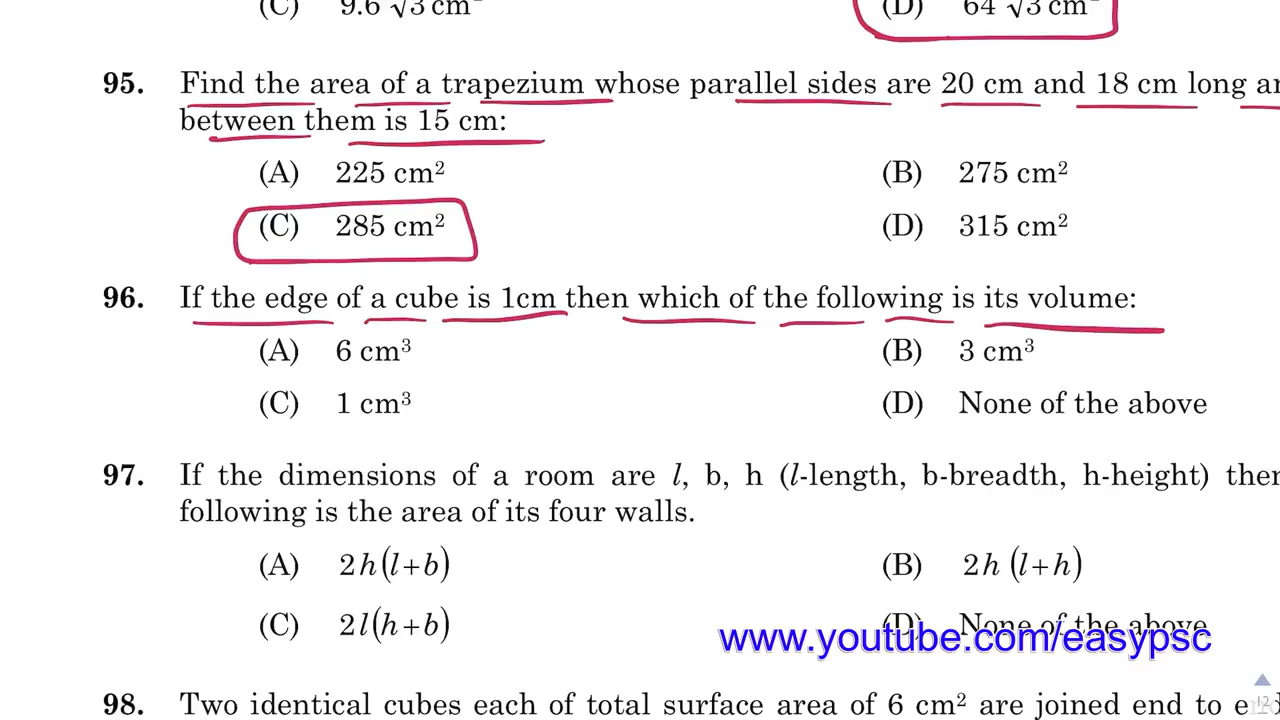 (C) 9.6 √3 cm² (D) 64 √3 cm²
95. Find the area of a trapezium whose parallel sides are 20 cm and 18 cm long
between them is 15 cm:
(A) 225 cm² (B) 275 cm²
(C) 285 cm² (D) 315 cm²
96. If the edge of a cube is 1cm then which of the following is its volume:
(A) 6 cm³ (B) 3 cm³
(C) 1 cm³ (D) None of the above
97. If the dimensions of a room are l, b, h (l-length, b-breadth, h-height) then
following is the area of its four walls.
(A) 2h(l+b) (B) 2h (l+h)
(C) 2l(h+b) (D) None of the above
www.youtube.com/easypsc
98. Two identical cubes each of total surface area of 6 cm² are joined end to